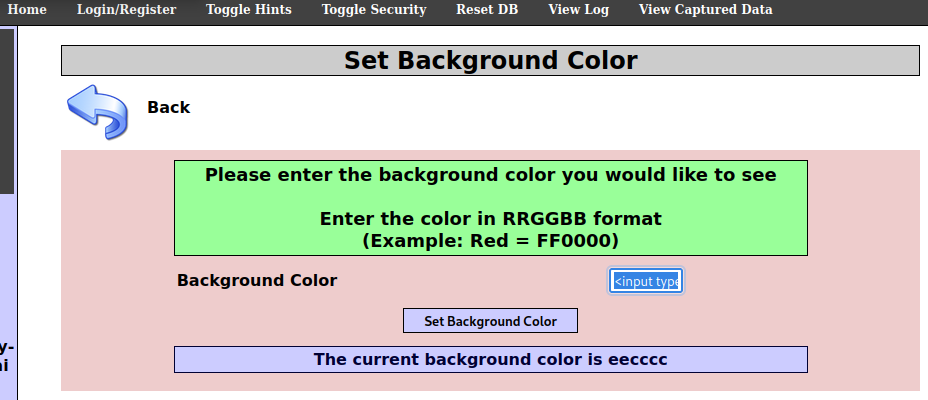 Home Login/Register Toggle Hints Toggle Security Reset DB View Log View Captured Data
Set Background Color
Back
Please enter the background color you would like to see
Enter the color in RRGGBB format
(Example: Red = FF0000)
Background Color <input type
Set Background Color
The current background color is eecccc